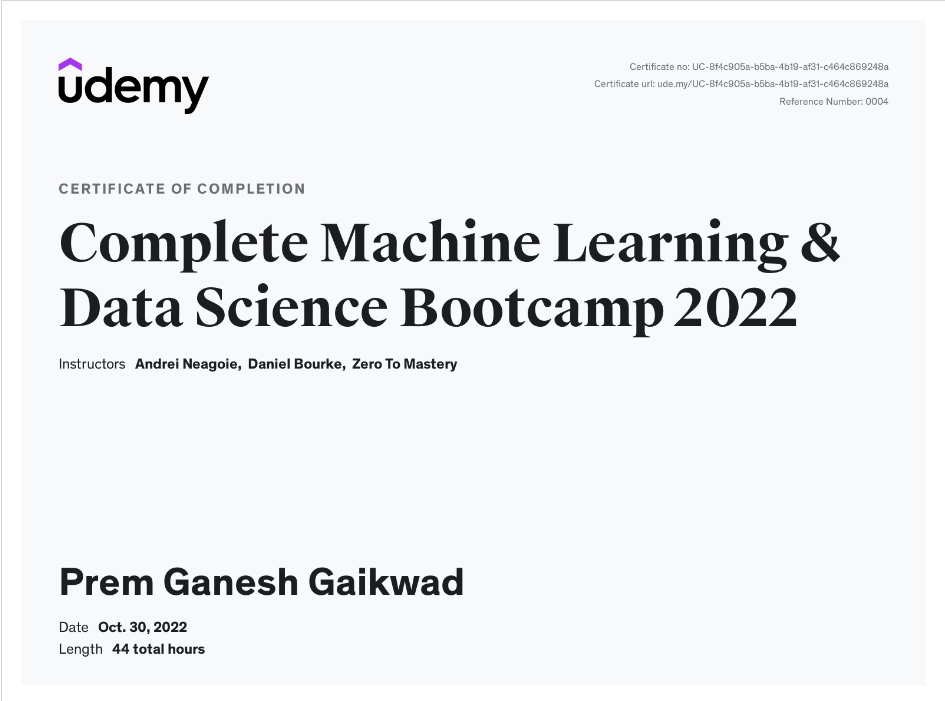 udemy
Certificate no: UC-8f4c905a-b5ba-4b19-af31-c464c869248a
Certificate url: ude.my/UC-8f4c905a-b5ba-4b19-af31-c464c869248a
Reference Number: 0004
CERTIFICATE OF COMPLETION
Complete Machine Learning &
Data Science Bootcamp 2022
Instructors Andrei Neagoie, Daniel Bourke, Zero To Mastery
Prem Ganesh Gaikwad
Date Oct. 30, 2022
Length 44 total hours